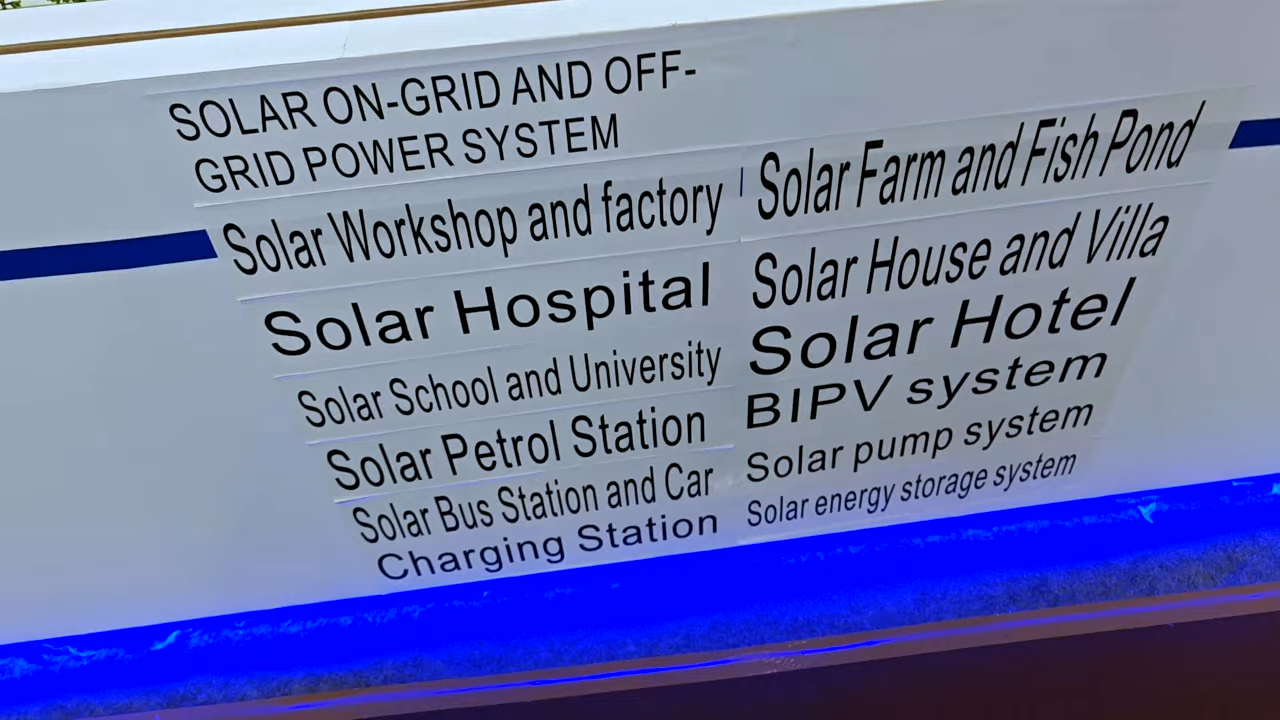 SOLAR ON-GRID AND OFF-
GRID POWER SYSTEM
Solar Workshop and factory
Solar Hospital
Solar School and University
Solar Petrol Station
Solar Bus Station and Car
Charging Station
Solar Farm and Fish Pond
Solar House and Villa
Solar Hotel
BIPV system
Solar pump system
Solar energy storage system